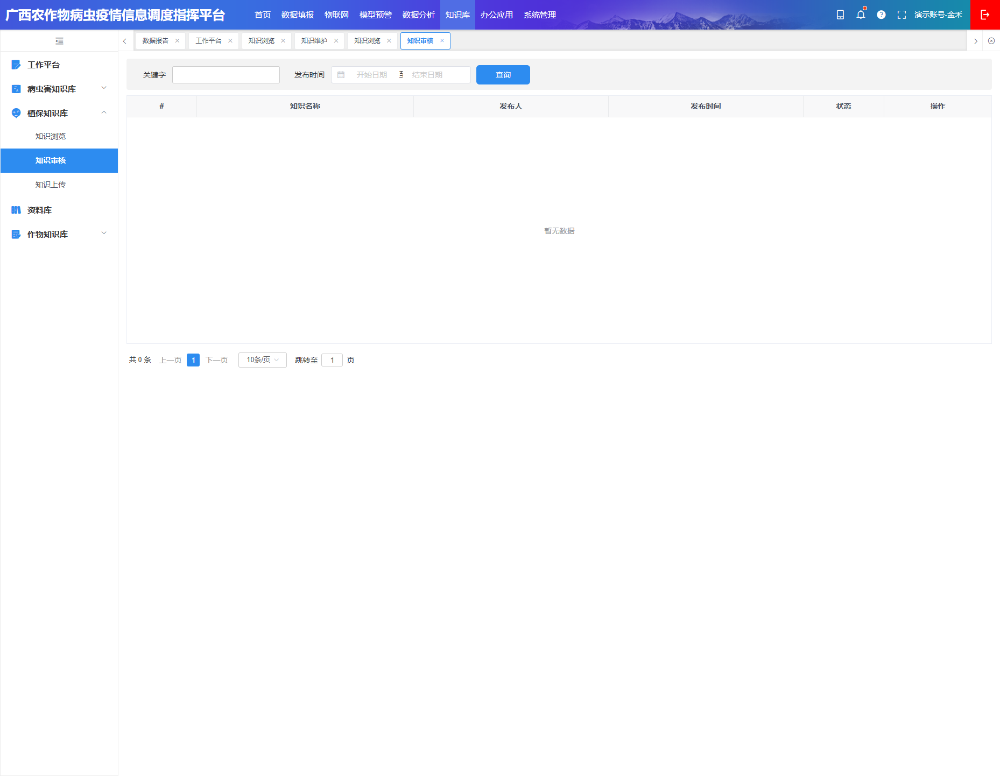 广西农作物病虫疫情信息调度指挥平台 首页 数据填报 物联网 模型预警 数据分析 知识库 办公应用 系统管理 演示账号-金禾
数据报告 工作平台 知识浏览 知识维护 知识浏览 知识审核
工作平台
病虫害知识库
植保知识库
知识浏览
知识审核
知识上传
资料库
作物知识库
关键字 发布时间 开始日期 至 结束日期 查询
# 知识名称 发布人 发布时间 状态 操作
暂无数据
共 0 条 上一页 1 下一页 10条/页 跳转至 1 页